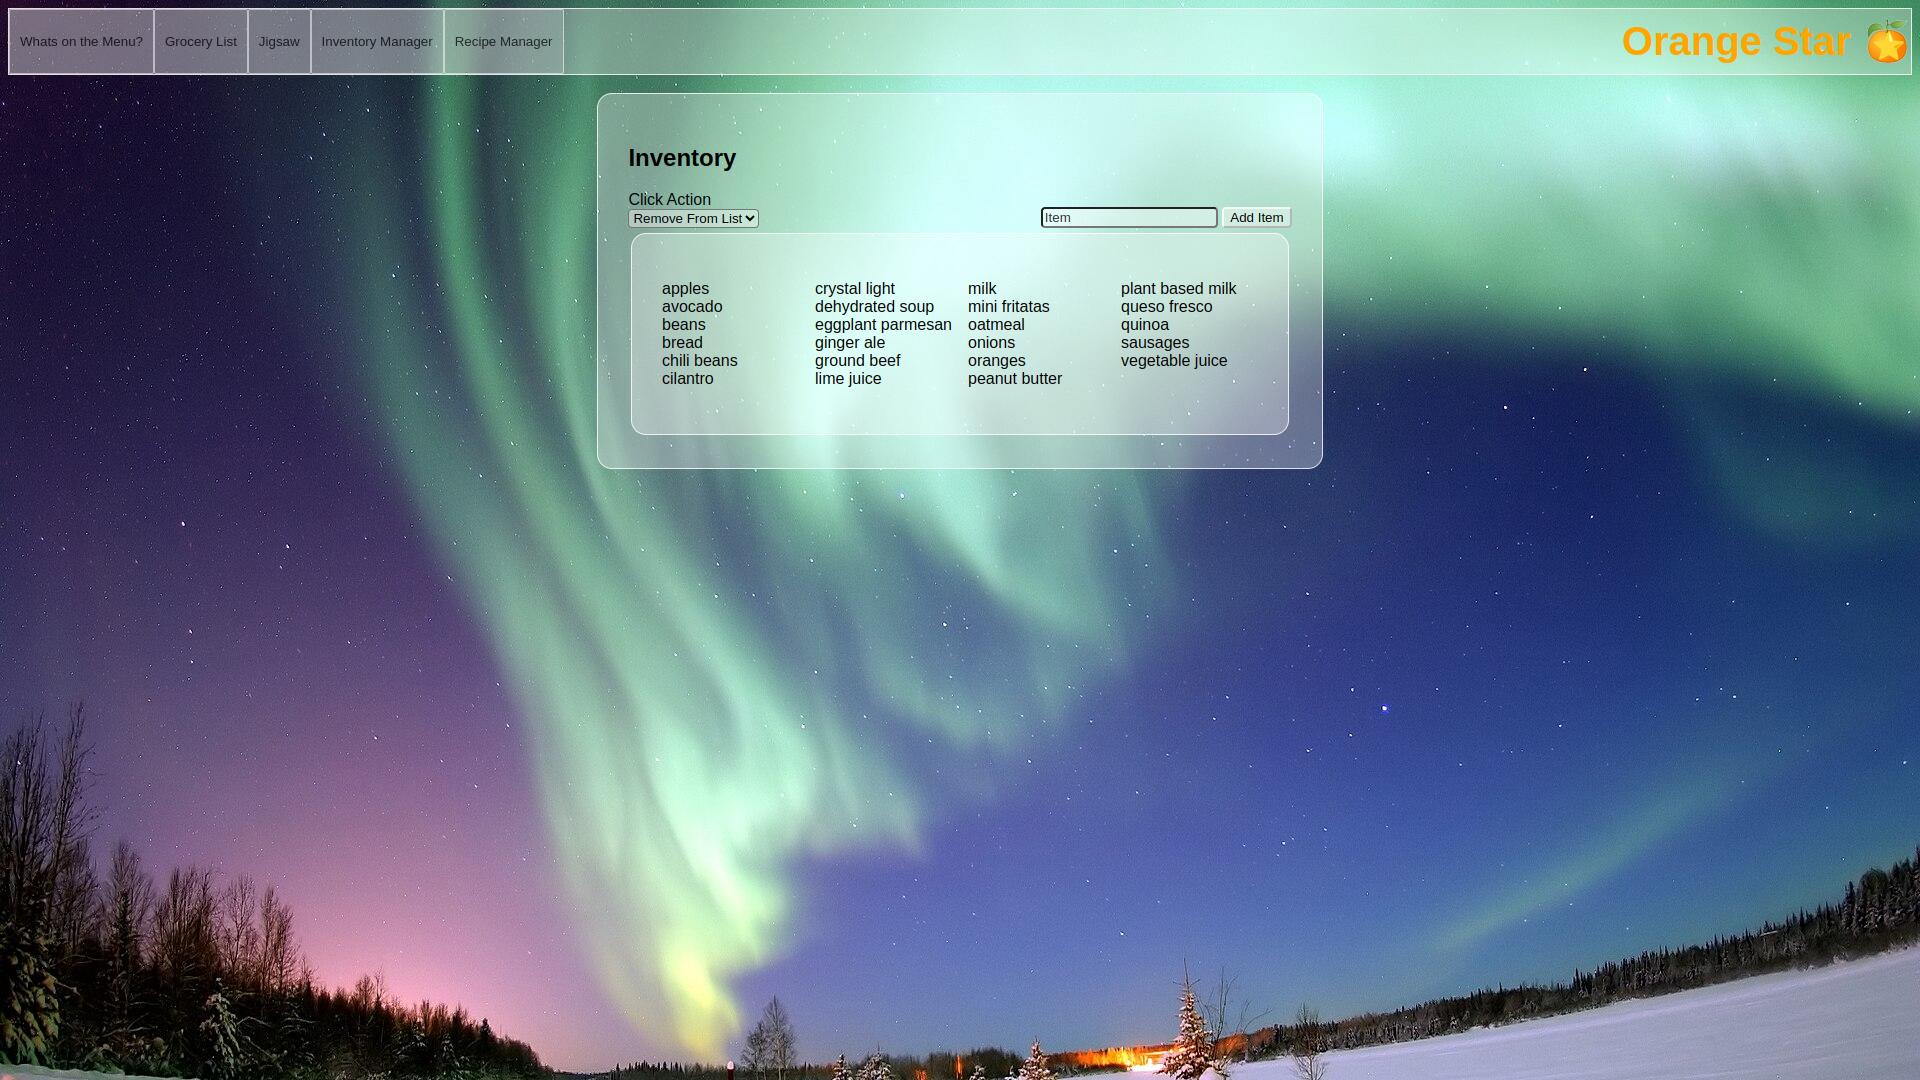 Whats on the Menu?
Grocery List
Jigsaw
Inventory Manager
Recipe Manager
Orange Star
Inventory
Click Action
Remove From List
Item
Add Item
apples
avocado
beans
bread
chili beans
cilantro
crystal light
dehydrated soup
eggplant parmesan
ginger ale
ground beef
lime juice
milk
mini fritatas
oatmeal
onions
oranges
peanut butter
plant based milk
queso fresco
quinoa
sausages
vegetable juice